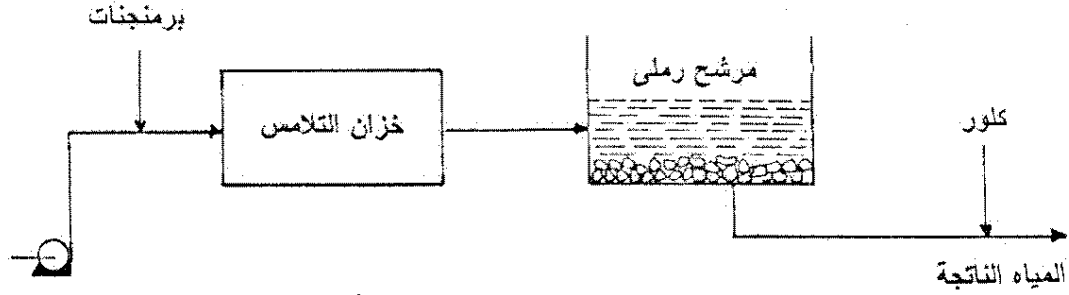 برمنجنات
خزان التلامس
مرشح رملى
كلور
المياه الناتجة